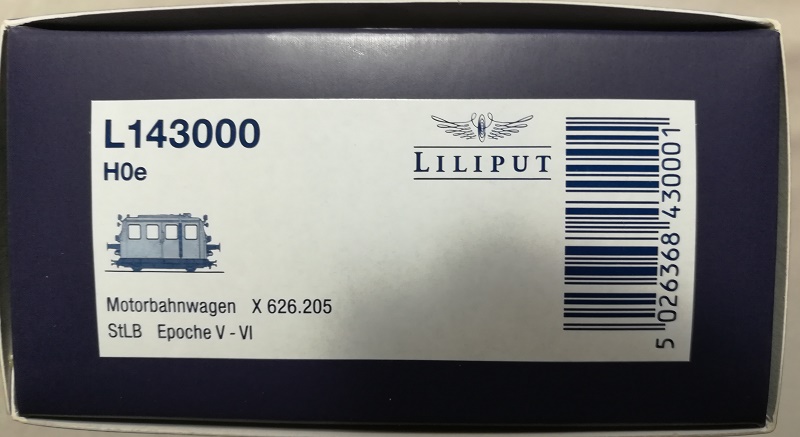 L143000
H0e
LILIPUT
Motorbahnwagen X 626.205
StLB Epoche V - VI
5 026368 430001